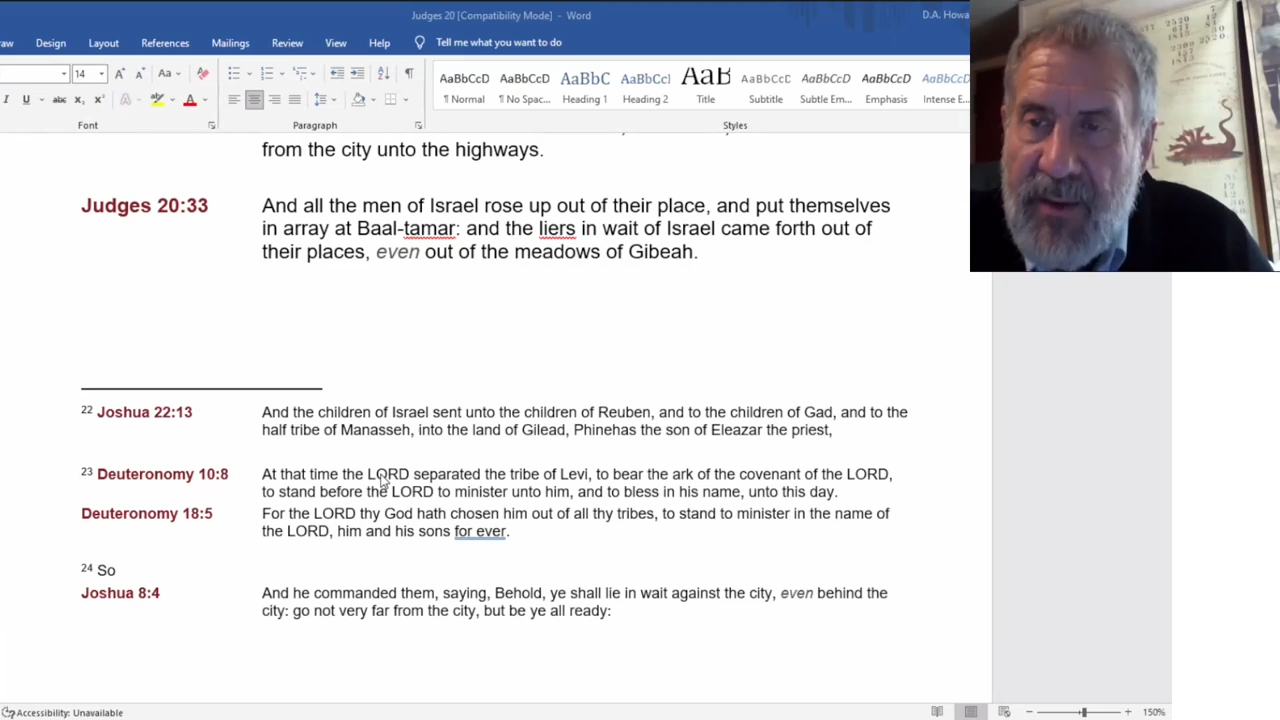 Judges 20 [Compatibility Mode] - Word
D.A. Howa
aw Design Layout References Mailings Review View Help Tell me what you want to do
14 A A Aa
I U abc x₂ x² A A
AaBbCcD AaBbCcD AaBbC AaBbCcI AaB AaBbCcD AaBbCcD AaBbCcD AaBbCcD
¶ Normal ¶ No Spac... Heading 1 Heading 2 Title Subtitle Subtle Em... Emphasis Intense E...
Font Paragraph Styles
from the city unto the highways.
Judges 20:33 And all the men of Israel rose up out of their place, and put themselves
in array at Baal-tamar: and the liers in wait of Israel came forth out of
their places, even out of the meadows of Gibeah.
22 Joshua 22:13 And the children of Israel sent unto the children of Reuben, and to the children of Gad, and to the
half tribe of Manasseh, into the land of Gilead, Phinehas the son of Eleazar the priest,
23 Deuteronomy 10:8 At that time the LORD separated the tribe of Levi, to bear the ark of the covenant of the LORD,
to stand before the LORD to minister unto him, and to bless in his name, unto this day.
Deuteronomy 18:5 For the LORD thy God hath chosen him out of all thy tribes, to stand to minister in the name of
the LORD, him and his sons for ever.
24 So
Joshua 8:4 And he commanded them, saying, Behold, ye shall lie in wait against the city, even behind the
city: go not very far from the city, but be ye all ready:
Accessibility: Unavailable
150%
2520
677
1843
2520